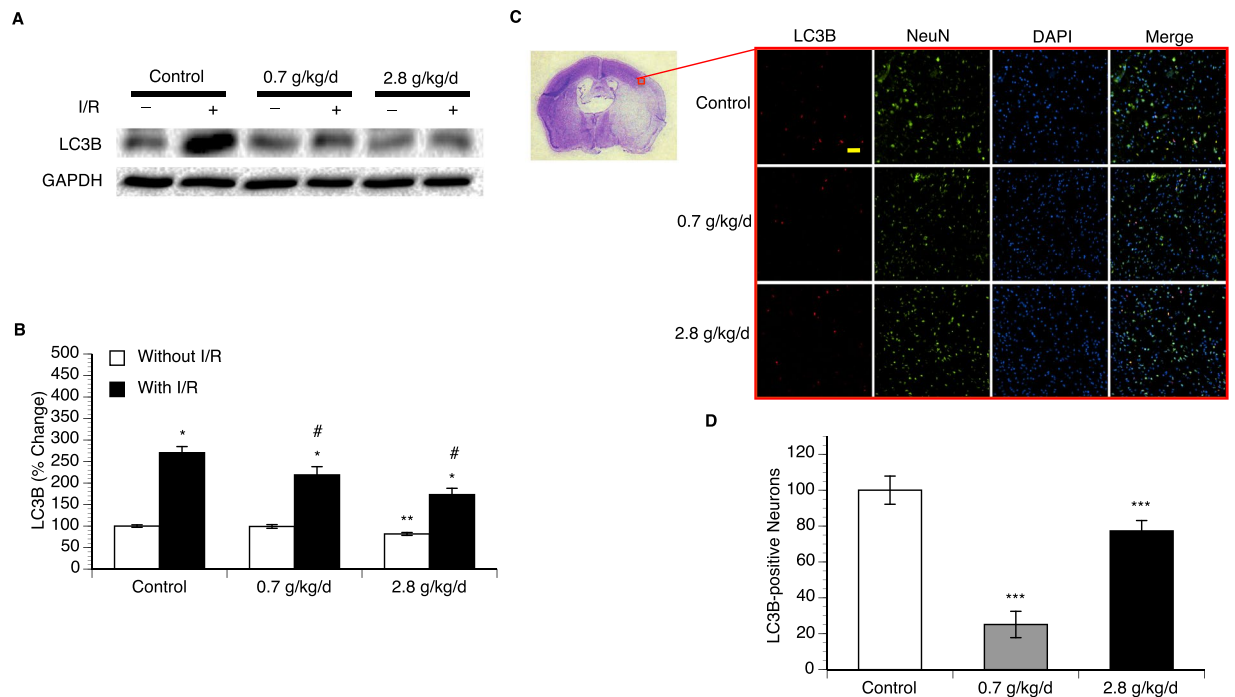 A
Control 0.7 g/kg/d 2.8 g/kg/d
I/R – + – + – +
LC3B
GAPDH
B
500
450
400
350
300
250
200
150
100
50
0
LC3B (% Change)
Without I/R
With I/R
*
#
*
**
#
*
Control 0.7 g/kg/d 2.8 g/kg/d
C
LC3B NeuN DAPI Merge
Control
0.7 g/kg/d
2.8 g/kg/d
D
120
100
80
60
40
20
0
LC3B-positive Neurons
***
***
Control 0.7 g/kg/d 2.8 g/kg/d